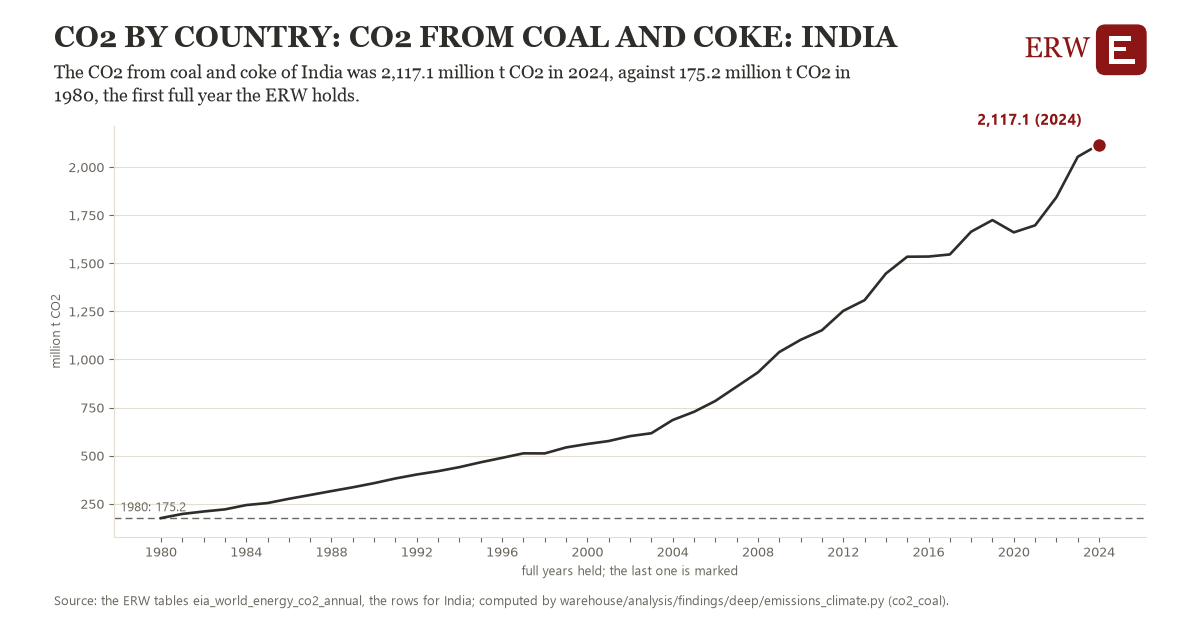 CO2 BY COUNTRY: CO2 FROM COAL AND COKE: INDIA
ERW E
The CO2 from coal and coke of India was 2,117.1 million t CO2 in 2024, against 175.2 million t CO2 in
1980, the first full year the ERW holds.
2,117.1 (2024)
2,000
1,750
1,500
1,250
1,000
750
500
250
million t CO2
1980: 175.2
1980 1984 1988 1992 1996 2000 2004 2008 2012 2016 2020 2024
full years held; the last one is marked
Source: the ERW tables eia_world_energy_co2_annual, the rows for India; computed by warehouse/analysis/findings/deep/emissions_climate.py (co2_coal).